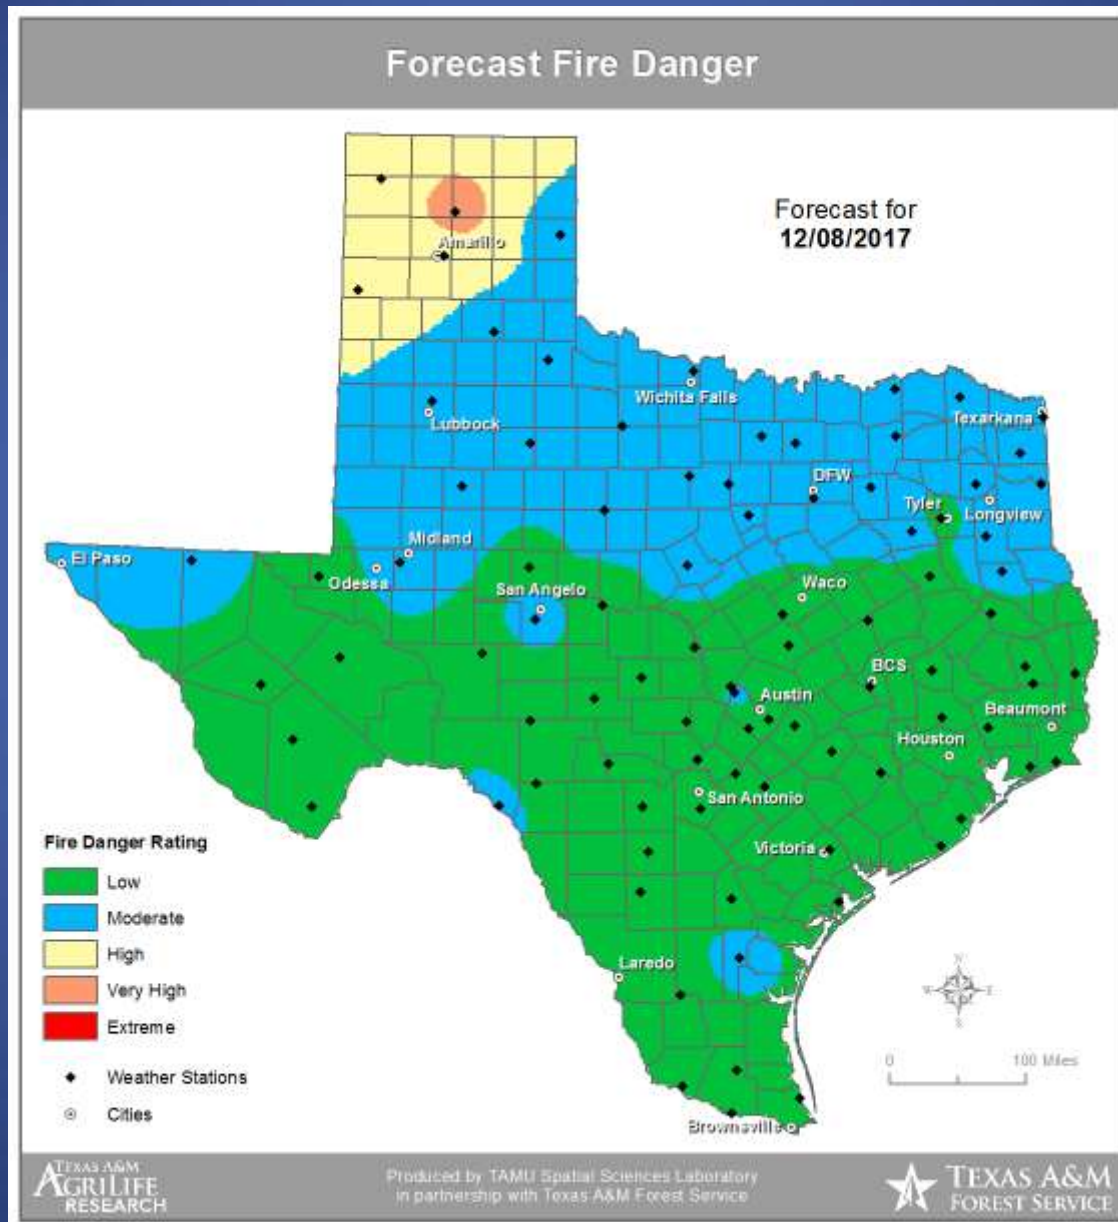 Forecast Fire Danger
Forecast for
12/08/2017
Amarillo
Wichita Falls
Lubbock
Texarkana
DFW
Tyler
Longview
Midland
El Paso
Odessa
San Angelo
Waco
BCS
Austin
Beaumont
Houston
San Antonio
Victoria
Laredo
Brownsville
Fire Danger Rating
Low
Moderate
High
Very High
Extreme
Weather Stations
Cities
N
W E
S
0 100 Miles
TEXAS A&M
AGRILIFE
RESEARCH
Produced by TAMU Spatial Sciences Laboratory
in partnership with Texas A&M Forest Service
TEXAS A&M
FOREST SERVICE